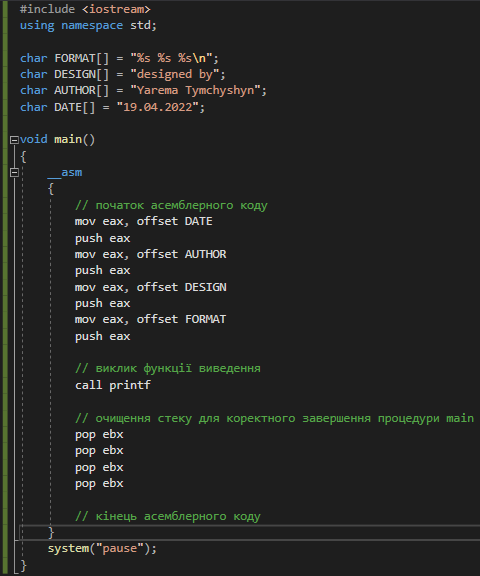 #include <iostream>
using namespace std;
char FORMAT[] = "%s %s %s\n";
char DESIGN[] = "designed by";
char AUTHOR[] = "Yarema Tymchyshyn";
char DATE[] = "19.04.2022";
void main()
{
__asm
{
// початок асемблерного коду
mov eax, offset DATE
push eax
mov eax, offset AUTHOR
push eax
mov eax, offset DESIGN
push eax
mov eax, offset FORMAT
push eax
// виклик функції виведення
call printf
// очищення стеку для коректного завершення процедури main
pop ebx
pop ebx
pop ebx
pop ebx
// кінець асемблерного коду
}
system("pause");
}